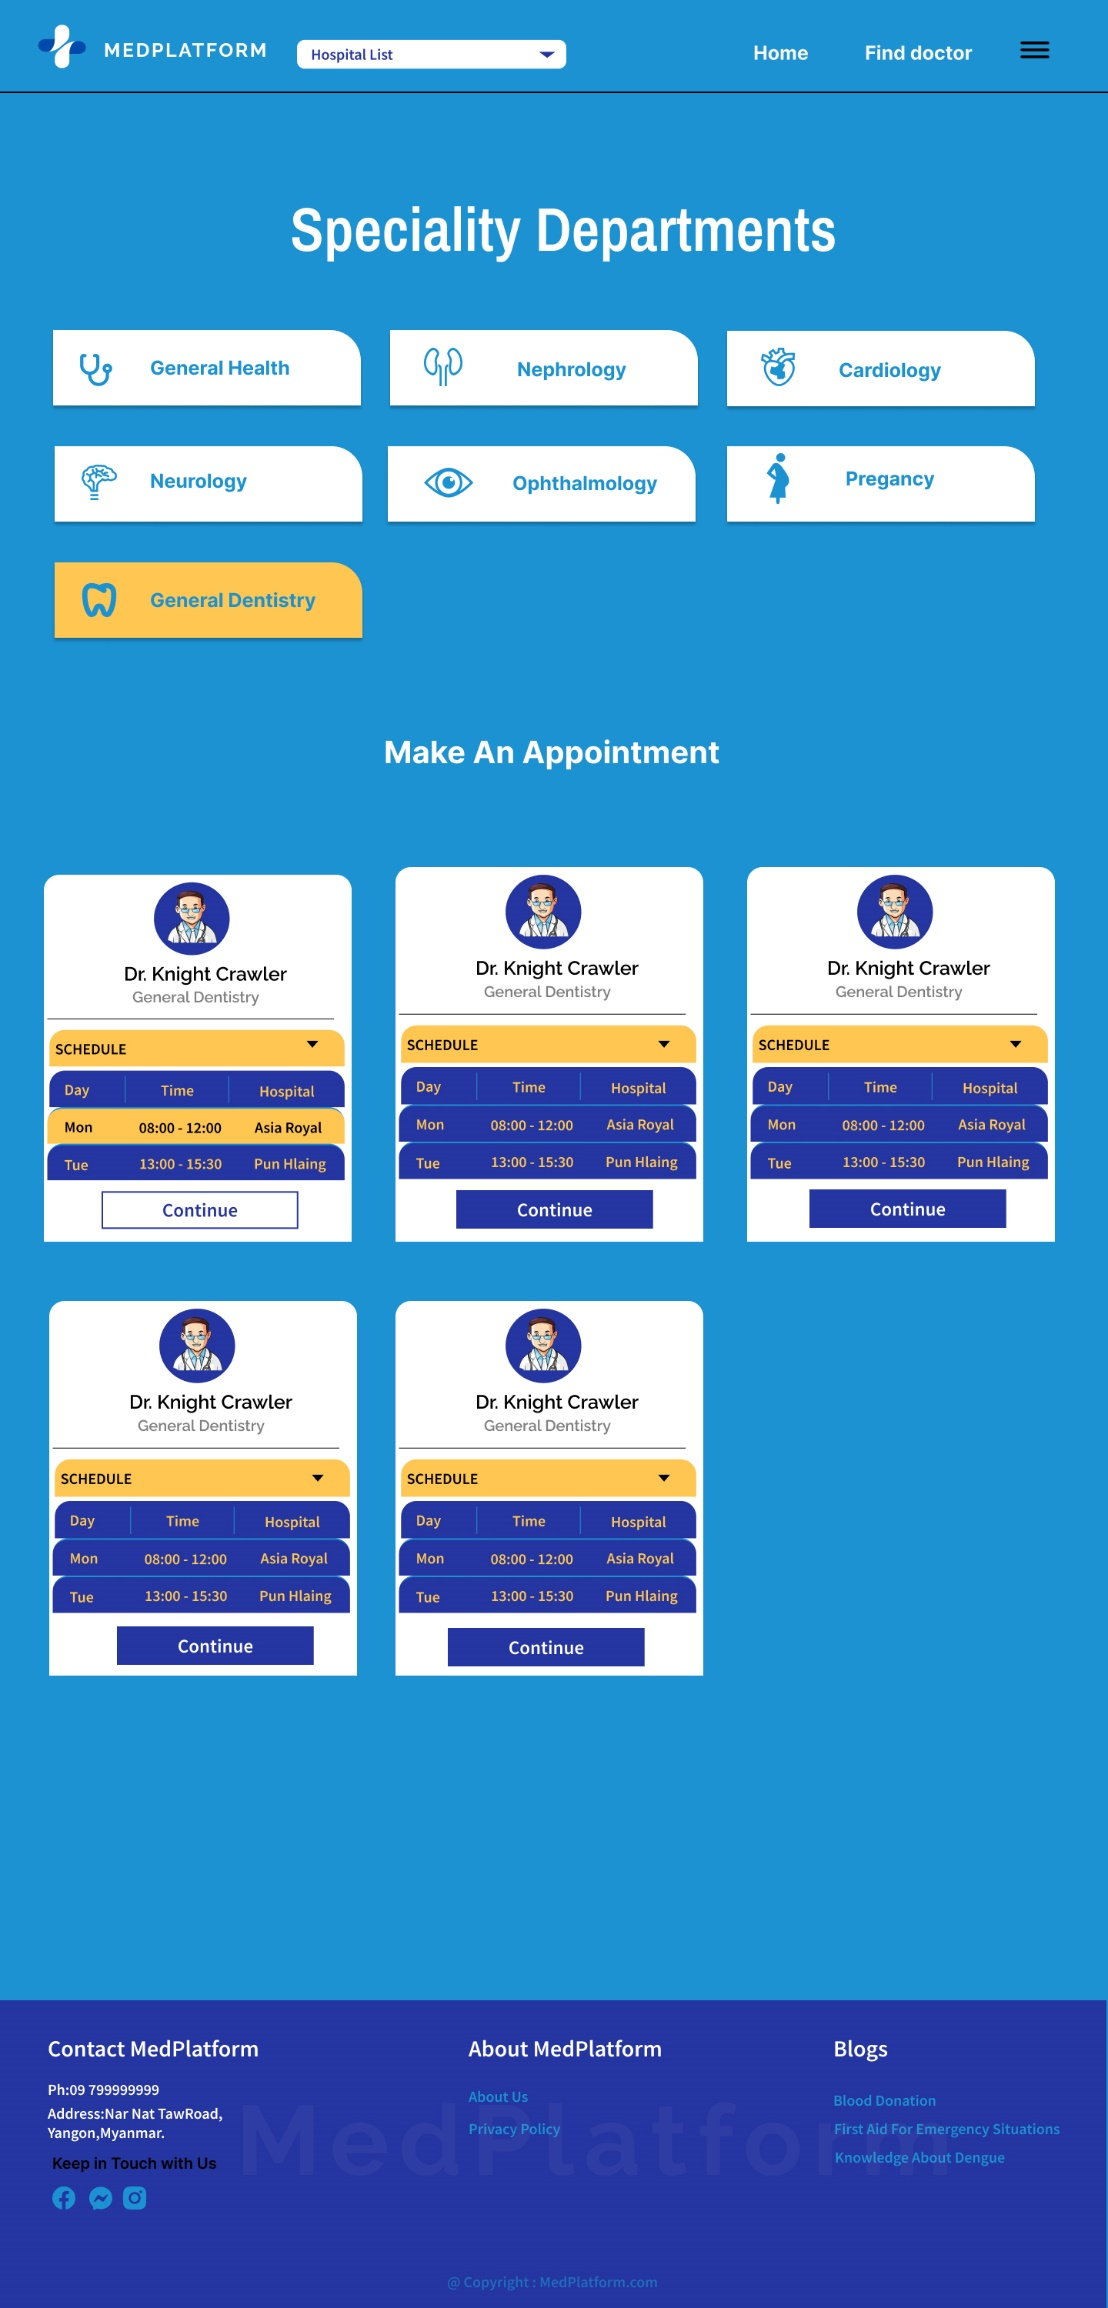 MEDPLATFORM
Hospital List
Home
Find doctor
Speciality Departments
General Health
Nephrology
Cardiology
Neurology
Ophthalmology
Pregancy
General Dentistry
Make An Appointment
Dr. Knight Crawler
General Dentistry
SCHEDULE
Day Time Hospital
Mon 08:00 - 12:00 Asia Royal
Tue 13:00 - 15:30 Pun Hlaing
Continue
Dr. Knight Crawler
General Dentistry
SCHEDULE
Day Time Hospital
Mon 08:00 - 12:00 Asia Royal
Tue 13:00 - 15:30 Pun Hlaing
Continue
Dr. Knight Crawler
General Dentistry
SCHEDULE
Day Time Hospital
Mon 08:00 - 12:00 Asia Royal
Tue 13:00 - 15:30 Pun Hlaing
Continue
Dr. Knight Crawler
General Dentistry
SCHEDULE
Day Time Hospital
Mon 08:00 - 12:00 Asia Royal
Tue 13:00 - 15:30 Pun Hlaing
Continue
Dr. Knight Crawler
General Dentistry
SCHEDULE
Day Time Hospital
Mon 08:00 - 12:00 Asia Royal
Tue 13:00 - 15:30 Pun Hlaing
Continue
Contact MedPlatform
Ph:09 799999999
Address:Nar Nat TawRoad,
Yangon,Myanmar.
Keep in Touch with Us
About MedPlatform
About Us
Privacy Policy
Blogs
Blood Donation
First Aid For Emergency Situations
Knowledge About Dengue
MedPlatform
@ Copyright : MedPlatform.com